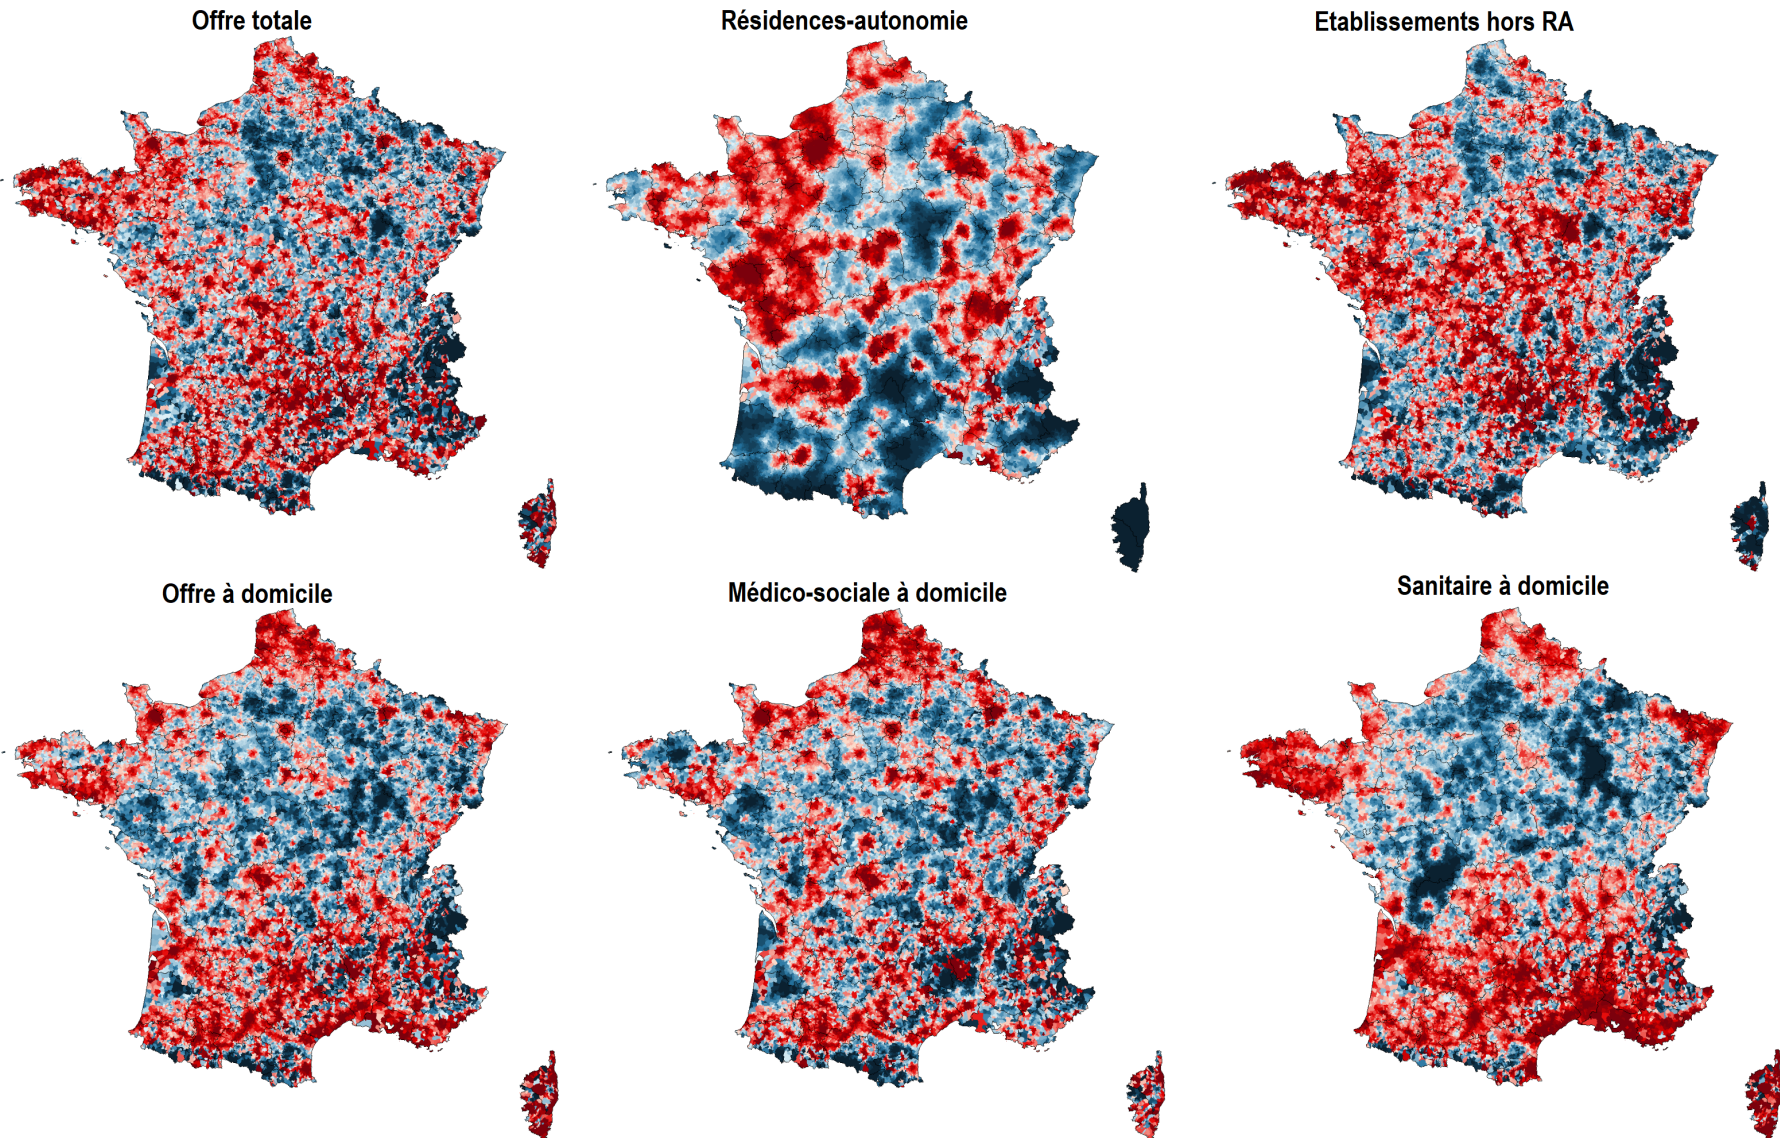 Offre totale
Résidences-autonomie
Etablissements hors RA
Offre à domicile
Médico-sociale à domicile
Sanitaire à domicile